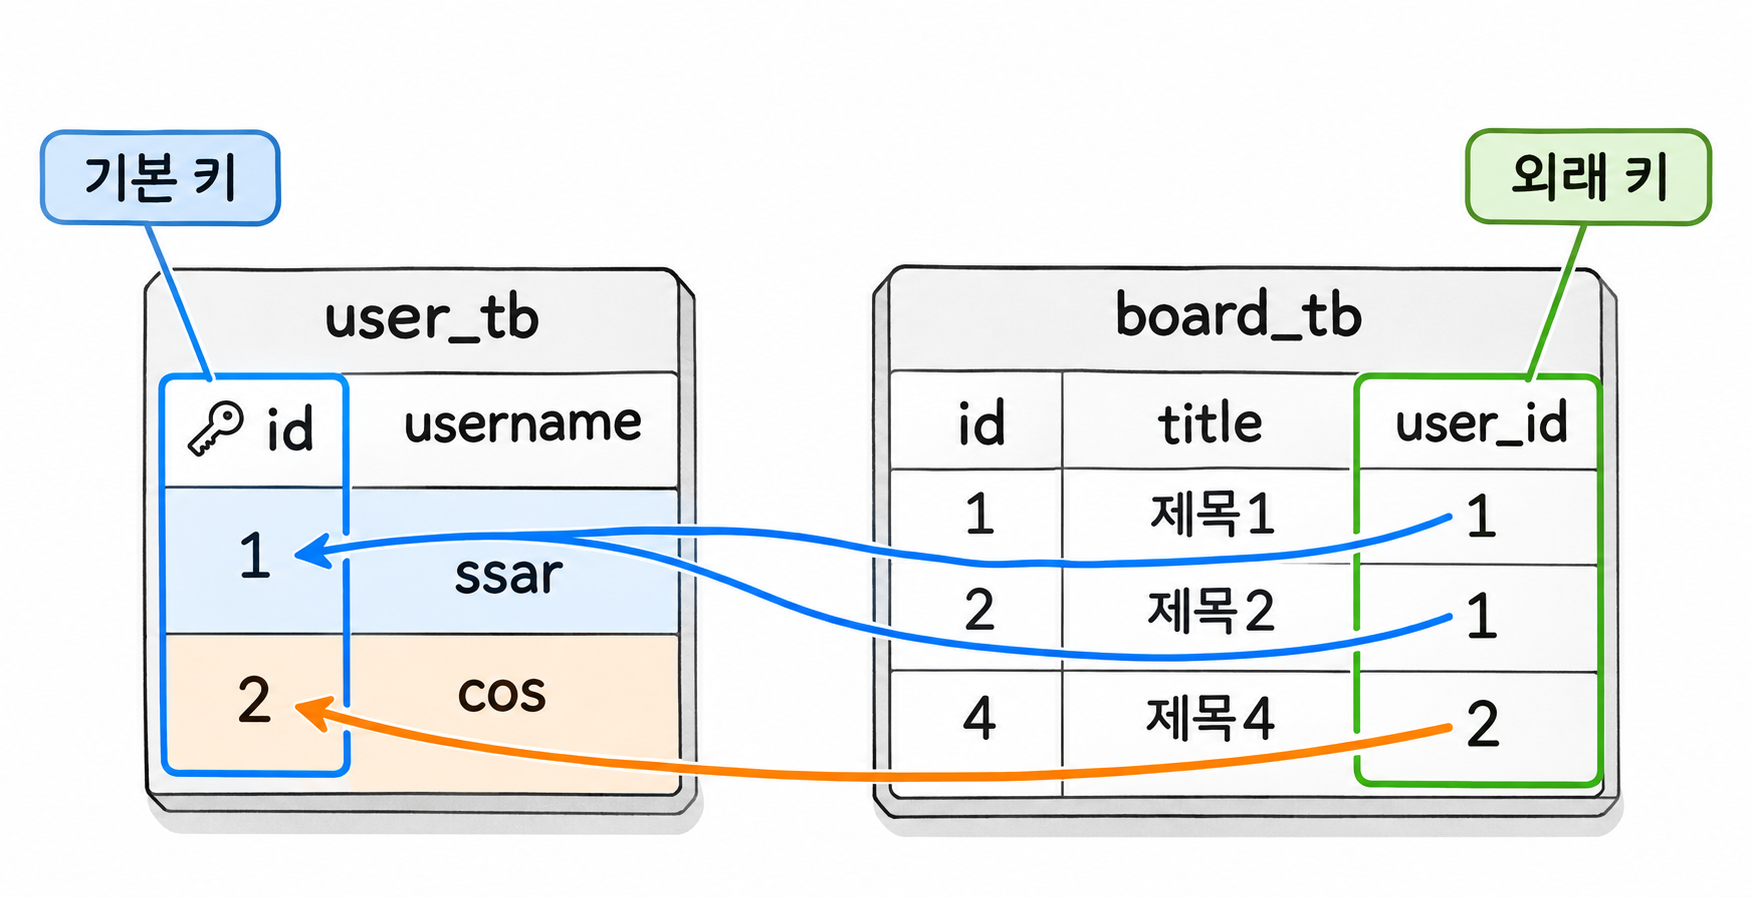 기본 키
외래 키
user_tb
id username
1 ssar
2 cos
board_tb
id title user_id
1 제목1 1
2 제목2 1
4 제목4 2